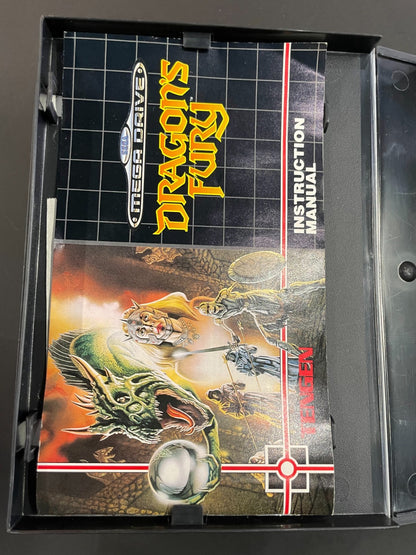 SEGA
MEGA DRIVE
DRAGON'S
FURY
INSTRUCTION
MANUAL
TENGEN